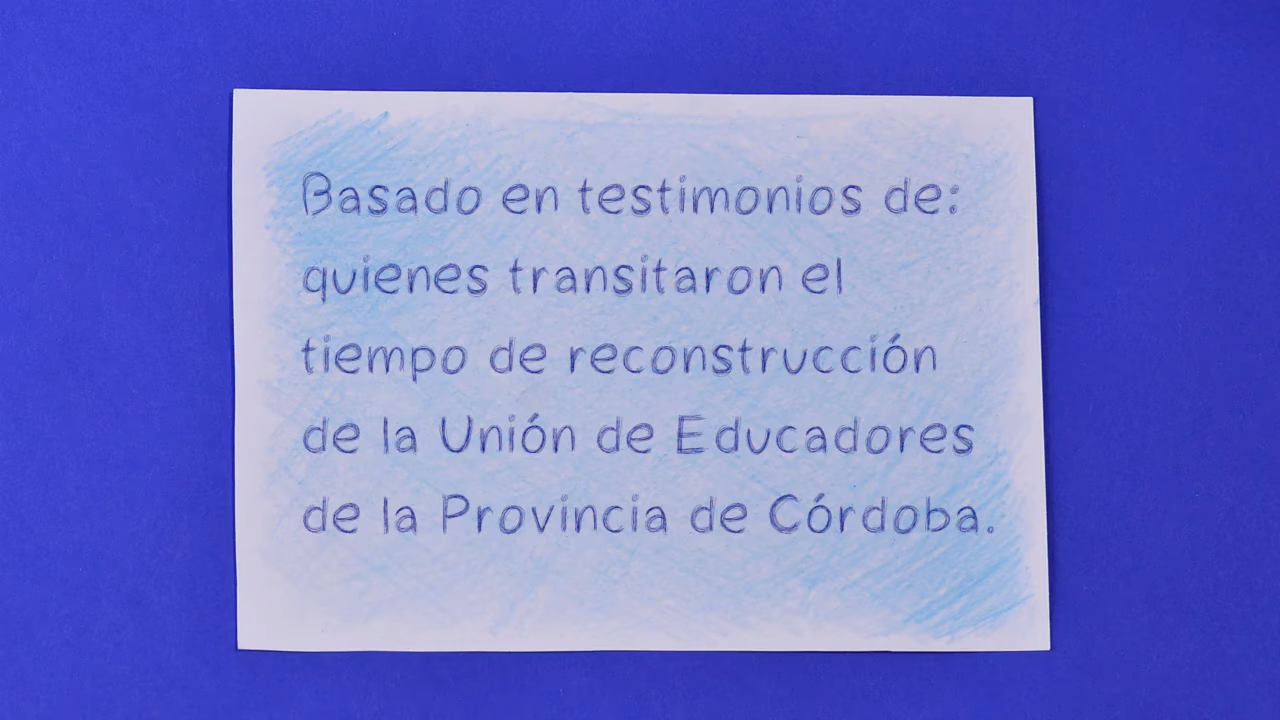 Basado en testimonios de:
quienes transitaron el
tiempo de reconstrucción
de la Unión de Educadores
de la Provincia de Córdoba.